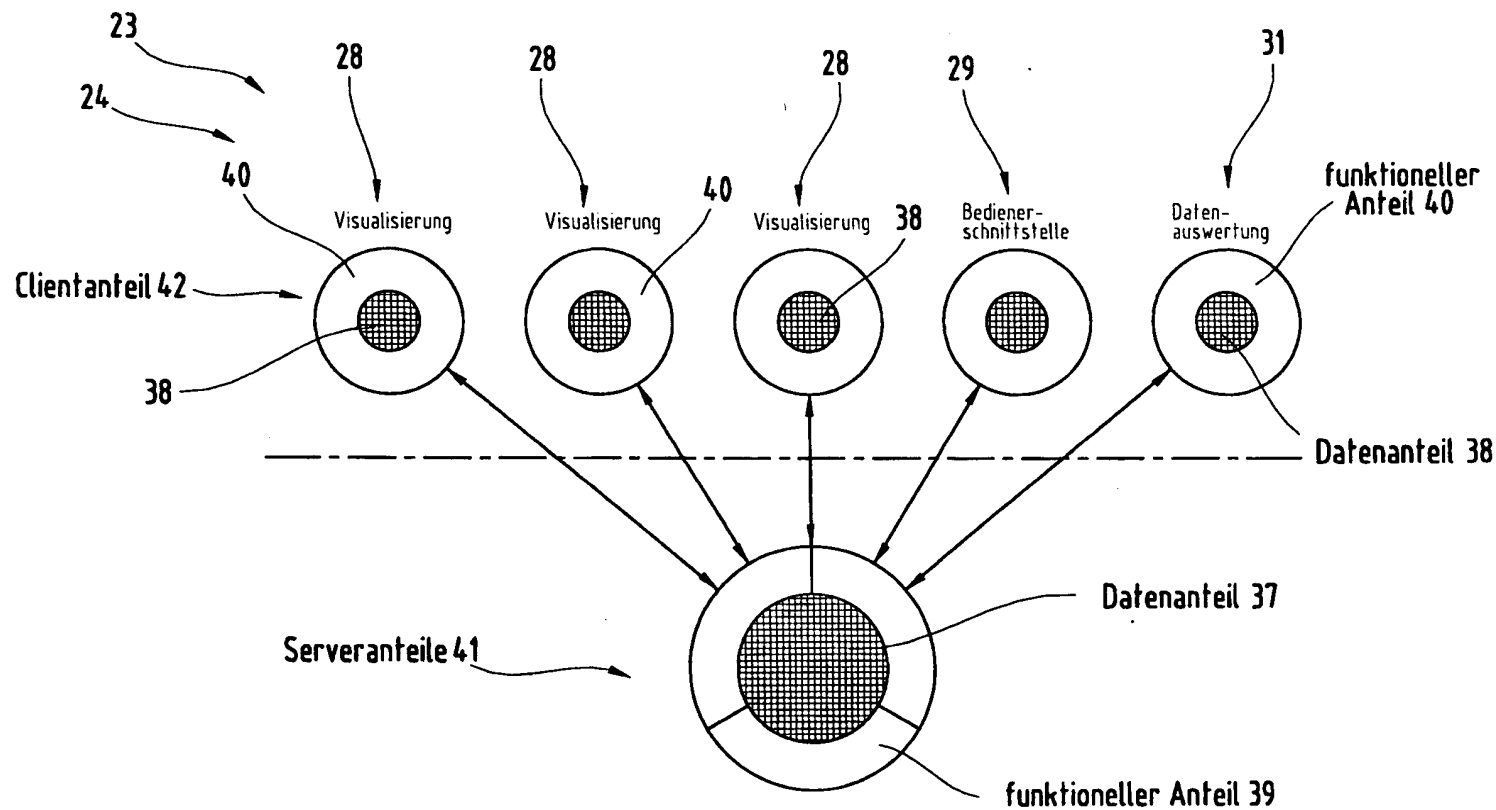 23
28
28
28
29
31
24
40
Visualisierung
Visualisierung
40
Visualisierung
38
Bediener-
schnittstelle
Daten-
auswertung
funktioneller
Anteil 40
Clientanteil 42
38
Datenanteil 38
Datenanteil 37
Serveranteile 41
funktioneller Anteil 39